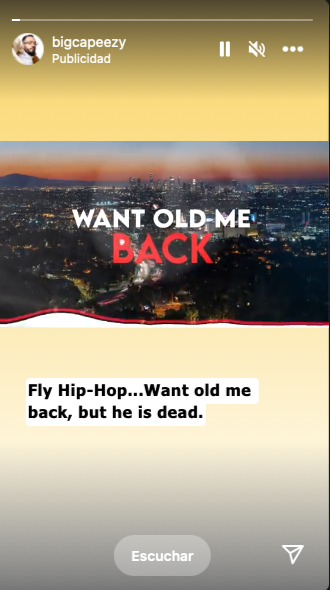 bigcapeezy
Publicidad
WANT OLD ME
BACK
Fly Hip-Hop...Want old me
back, but he is dead.
Escuchar